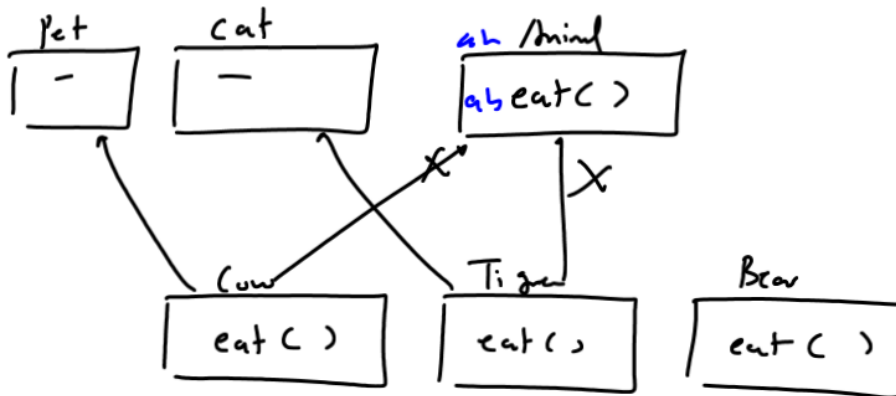 Pet Cat ab Animal
ab eat ( )
Cow Tiger Bear
eat ( ) eat ( ) eat ( )